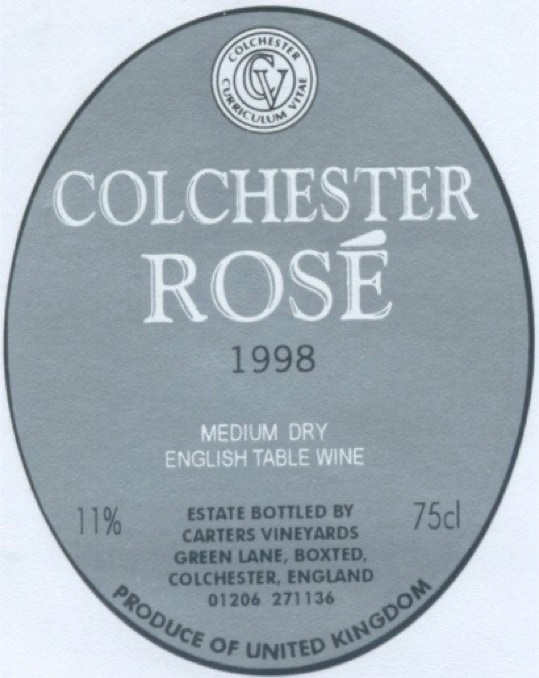 COLCHESTER
CV
CURRICULUM VITAE
COLCHESTER
ROSÉ
1998
MEDIUM DRY
ENGLISH TABLE WINE
11%
ESTATE BOTTLED BY
CARTERS VINEYARDS
GREEN LANE, BOXTED,
COLCHESTER, ENGLAND
01206 271136
75cl
PRODUCE OF UNITED KINGDOM